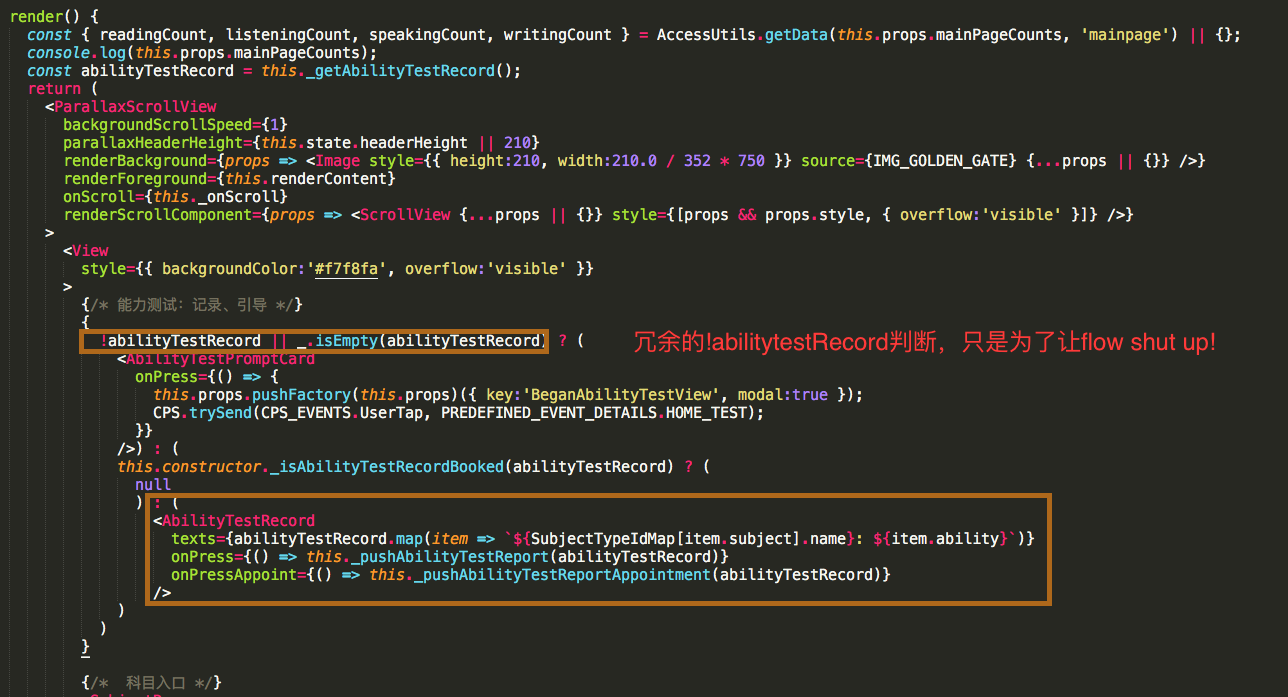 render() {
const { readingCount, listeningCount, speakingCount, writingCount } = AccessUtils.getData(this.props.mainPageCounts, 'mainpage') || {};
console.log(this.props.mainPageCounts);
const abilityTestRecord = this._getAbilityTestRecord();
return (
<ParallaxScrollView
backgroundScrollSpeed={1}
parallaxHeaderHeight={this.state.headerHeight || 210}
renderBackground={props => <Image style={{ height:210, width:210.0 / 352 * 750 }} source={IMG_GOLDEN_GATE} {...props || {}} />}
renderForeground={this.renderContent}
onScroll={this._onScroll}
renderScrollComponent={props => <ScrollView {...props || {}} style={[props && props.style, { overflow:'visible' }]} />}
>
<View
style={{ backgroundColor:'#f7f8fa', overflow:'visible' }}
>
{/* 能力测试：记录、引导 */}
{
!abilityTestRecord || _.isEmpty(abilityTestRecord) ? ( 冗余的!abilitytestRecord判断，只是为了让flow shut up!
<AbilityTestPromptCard
onPress={() => {
this.props.pushFactory(this.props)({ key:'BeganAbilityTestView', modal:true });
CPS.trySend(CPS_EVENTS.UserTap, PREDEFINED_EVENT_DETAILS.HOME_TEST);
}}
/>) : (
this.constructor._isAbilityTestRecordBooked(abilityTestRecord) ? (
null
) : (
<AbilityTestRecord
texts={abilityTestRecord.map(item => `${SubjectTypeIdMap[item.subject].name}: ${item.ability}`)}
onPress={() => this._pushAbilityTestReport(abilityTestRecord)}
onPressAppoint={() => this._pushAbilityTestReportAppointment(abilityTestRecord)}
/>
)
)
}
{/* 科目入口 */}